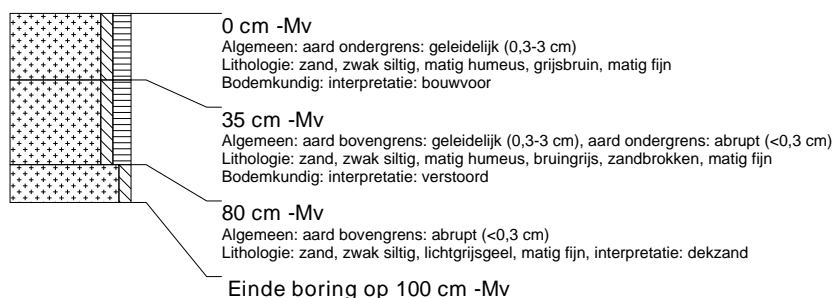 0 cm -Mv
Algemeen: aard ondergrens: geleidelijk (0,3-3 cm)
Lithologie: zand, zwak siltig, matig humeus, grijsbruin, matig fijn
Bodemkundig: interpretatie: bouwvoor
35 cm -Mv
Algemeen: aard bovengrens: geleidelijk (0,3-3 cm), aard ondergrens: abrupt (<0,3 cm)
Lithologie: zand, zwak siltig, matig humeus, bruingrijs, zandbrokken, matig fijn
Bodemkundig: interpretatie: verstoord
80 cm -Mv
Algemeen: aard bovengrens: abrupt (<0,3 cm)
Lithologie: zand, zwak siltig, lichtgrijsgeel, matig fijn, interpretatie: dekzand
Einde boring op 100 cm -Mv